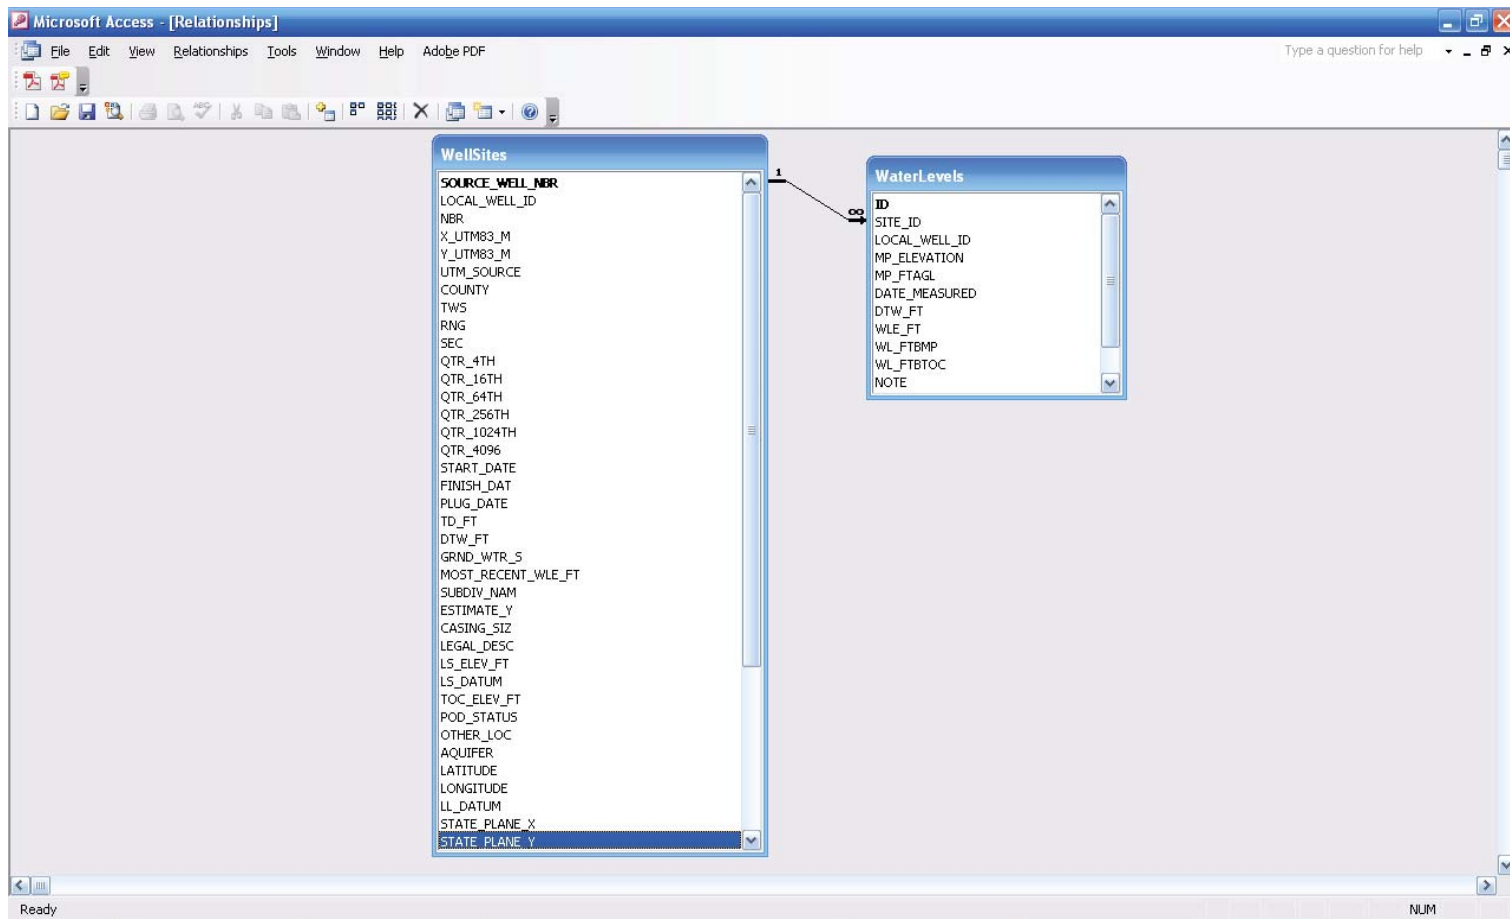 Microsoft Access - [Relationships]
File Edit View Relationships Tools Window Help Adobe PDF Type a question for help
WellSites
SOURCE_WELL_NBR
LOCAL_WELL_ID
NBR
X_UTM83_M
Y_UTM83_M
UTM_SOURCE
COUNTY
TWS
RNG
SEC
QTR_4TH
QTR_16TH
QTR_64TH
QTR_256TH
QTR_1024TH
QTR_4096
START_DATE
FINISH_DAT
PLUG_DATE
TD_FT
DTW_FT
GRND_WTR_S
MOST_RECENT_WLE_FT
SUBDIV_NAM
ESTIMATE_Y
CASING_SIZ
LEGAL_DESC
LS_ELEV_FT
LS_DATUM
TOC_ELEV_FT
POD_STATUS
OTHER_LOC
AQUIFER
LATITUDE
LONGITUDE
LL_DATUM
STATE_PLANE_X
STATE_PLANE_Y
1
∞
WaterLevels
ID
SITE_ID
LOCAL_WELL_ID
MP_ELEVATION
MP_FTAGL
DATE_MEASURED
DTW_FT
WLE_FT
WL_FTBMP
WL_FTBTOC
NOTE
Ready NUM